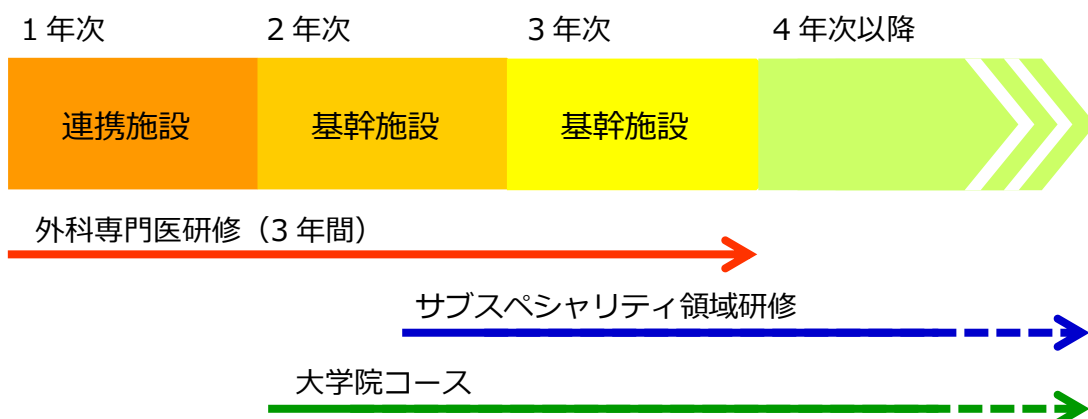 1年次 2年次 3年次 4年次以降
連携施設 基幹施設 基幹施設
外科専門医研修（3年間）
サブスペシャリティ領域研修
大学院コース